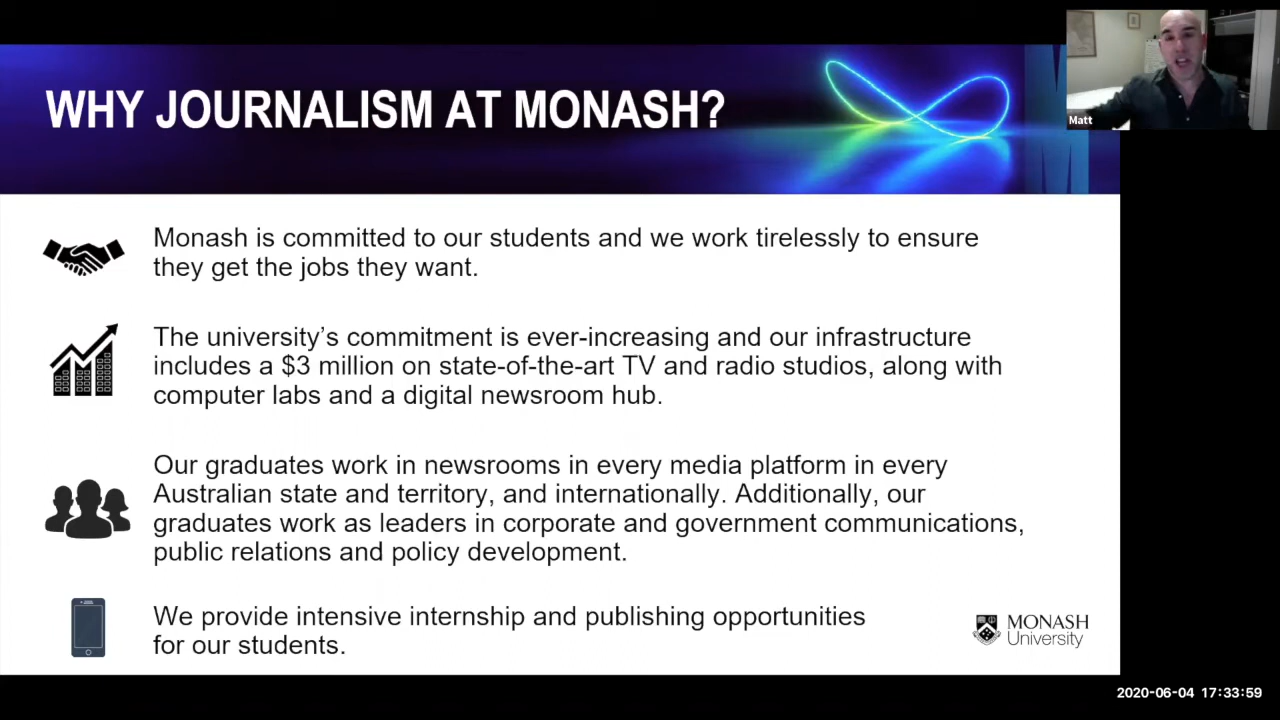 WHY JOURNALISM AT MONASH?
Matt
Monash is committed to our students and we work tirelessly to ensure
they get the jobs they want.
The university's commitment is ever-increasing and our infrastructure
includes a $3 million on state-of-the-art TV and radio studios, along with
computer labs and a digital newsroom hub.
Our graduates work in newsrooms in every media platform in every
Australian state and territory, and internationally. Additionally, our
graduates work as leaders in corporate and government communications,
public relations and policy development.
We provide intensive internship and publishing opportunities
for our students.
MONASH
University
2020-06-04 17:33:59